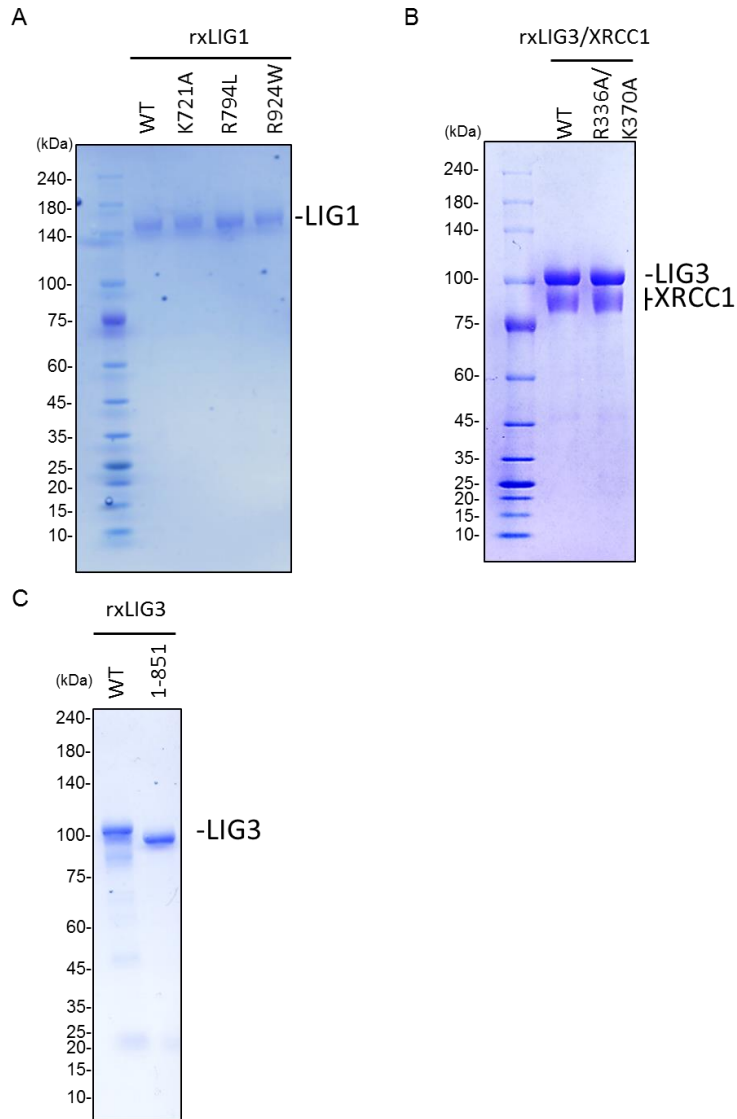 A
rxLIG1
WT
K721A
R794L
R924W
(kDa)
240-
180-
140-
100-
75-
60-
45-
35-
25-
20-
15-
10-
-LIG1
B
rxLIG3/XRCC1
WT
R336A/
K370A
(kDa)
240-
180-
140-
100-
75-
60-
45-
35-
25-
20-
15-
10-
-LIG3
XRCC1
C
rxLIG3
WT
1-851
(kDa)
240-
180-
140-
100-
75-
60-
45-
35-
25-
20-
15-
10-
-LIG3